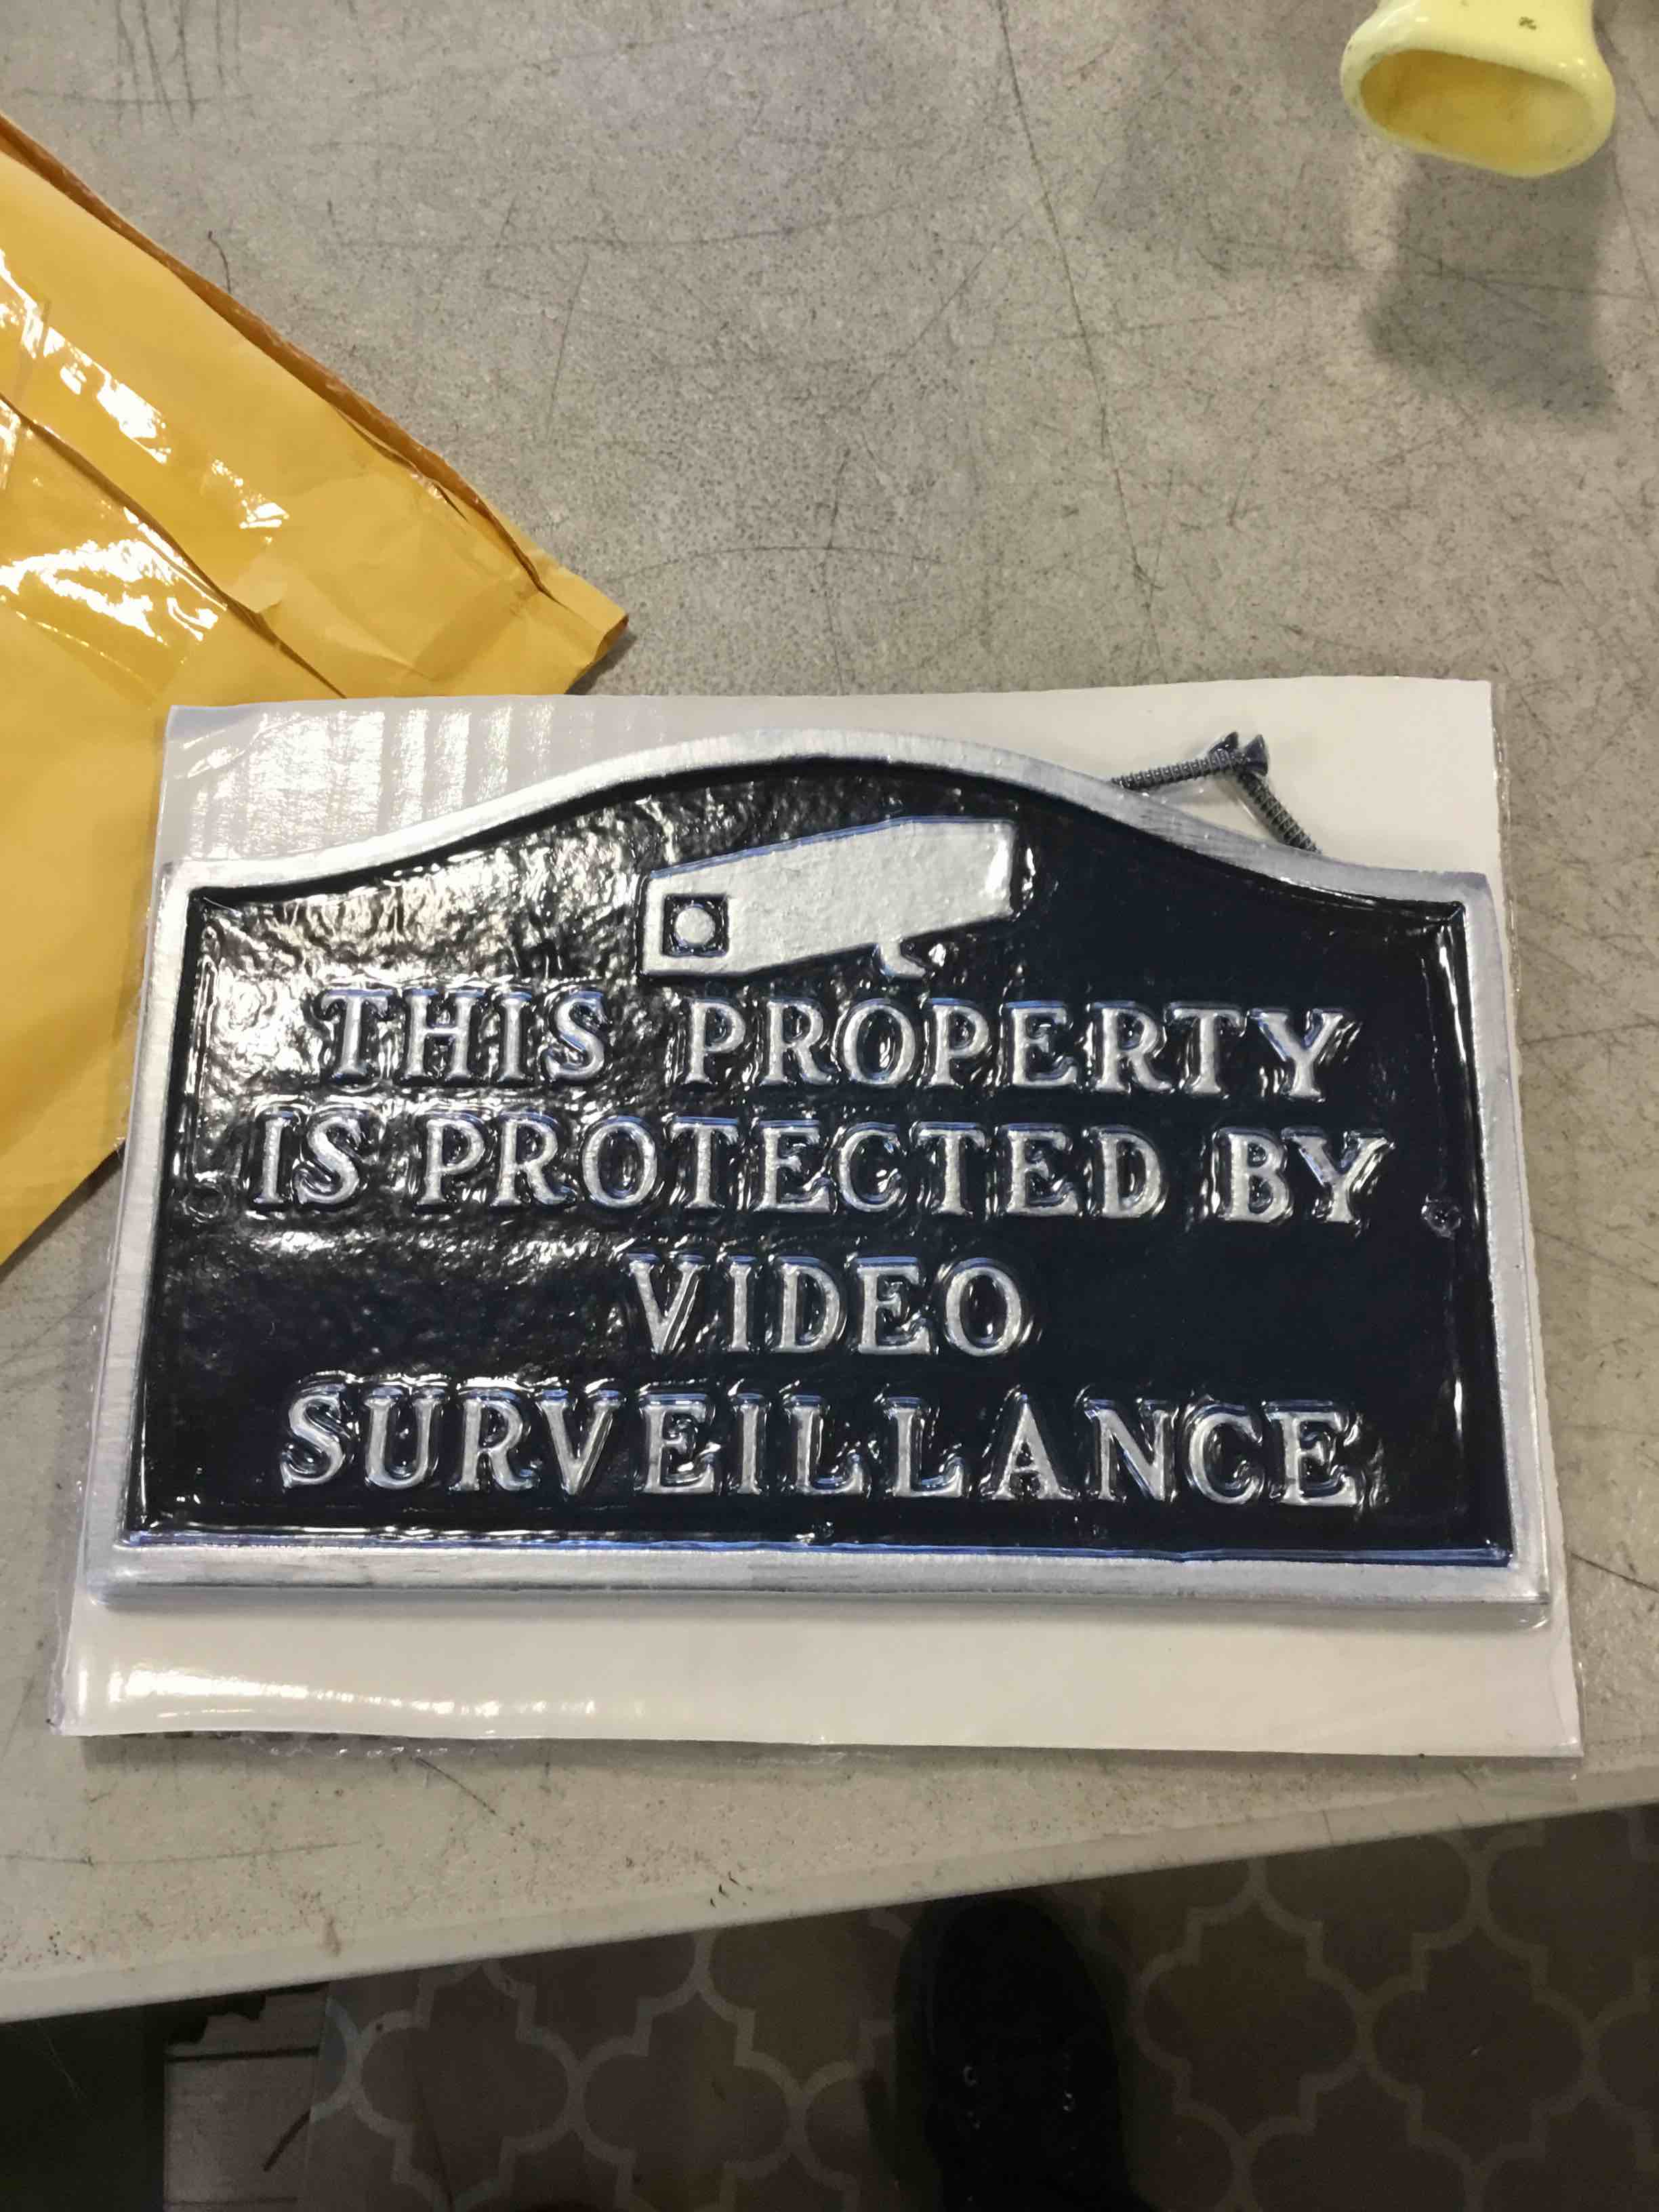 THIS PROPERTY
IS PROTECTED BY
VIDEO
SURVEILLANCE